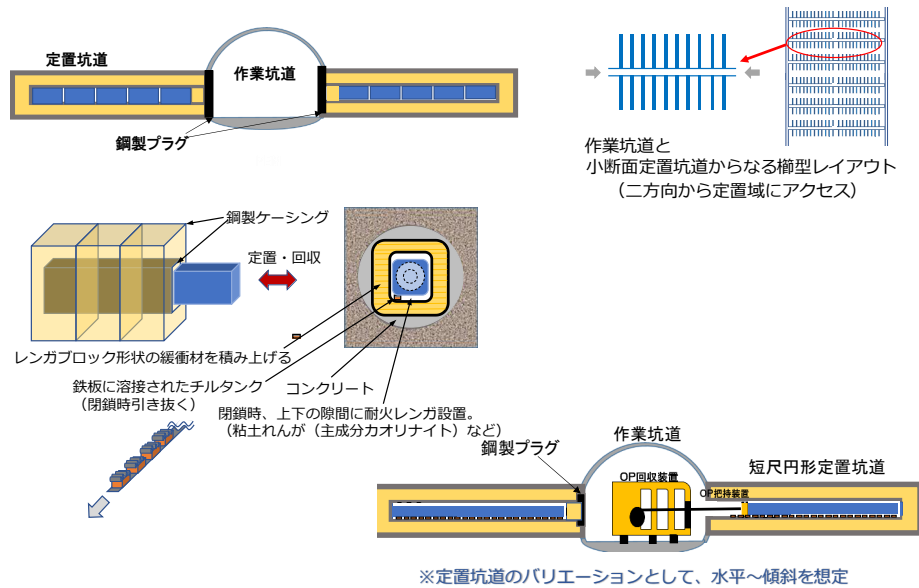 定置坑道
作業坑道
鋼製プラグ
作業坑道と
小断面定置坑道からなる櫛型レイアウト
（二方向から定置域にアクセス）
鋼製ケーシング
定置・回収
レンガブロック形状の緩衝材を積み上げる
鉄板に溶接されたチルタンク
（閉鎖時引き抜く）
コンクリート
閉鎖時、上下の隙間に耐火レンガ設置。
（粘土れんが（主成分カオリナイト）など）
作業坑道
鋼製プラグ
短尺円形定置坑道
OP回収装置
OP把持装置
※定置坑道のバリエーションとして、水平～傾斜を想定